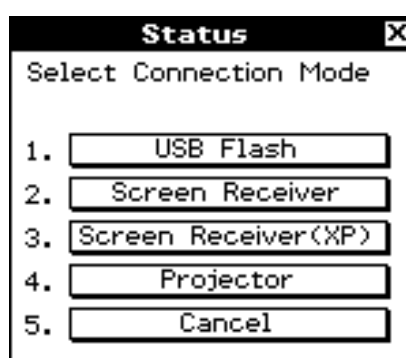 Status X
Select Connection Mode
1. USB Flash
2. Screen Receiver
3. Screen Receiver(XP)
4. Projector
5. Cancel